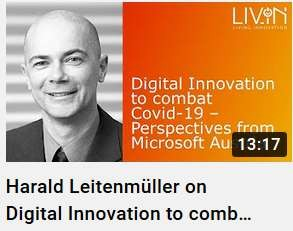 LIVIN
LIVING INNOVATION
Digital Innovation
to combat
Covid-19 –
Perspectives from
Microsoft Aus
13:17
Harald Leitenmüller on
Digital Innovation to comb…